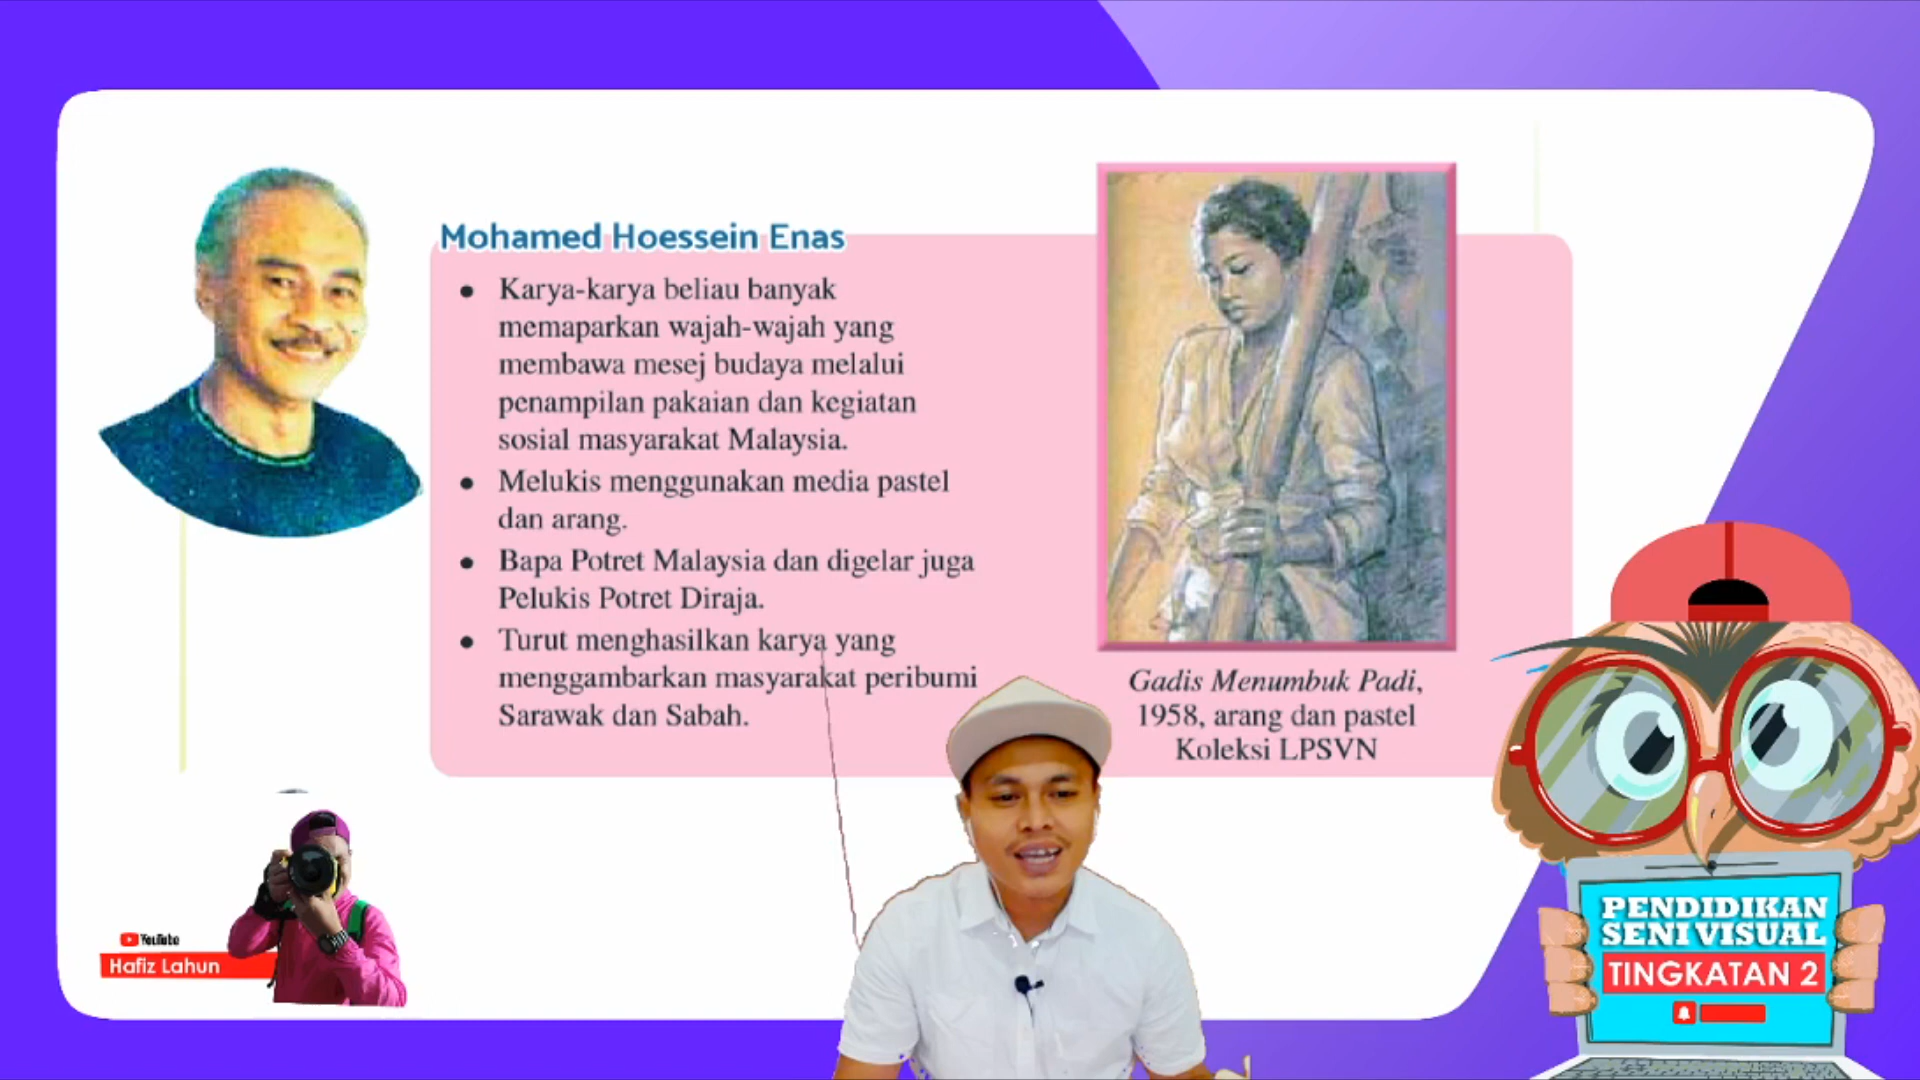 Mohamed Hoessein Enas
• Karya-karya beliau banyak
memaparkan wajah-wajah yang
membawa mesej budaya melalui
penampilan pakaian dan kegiatan
sosial masyarakat Malaysia.
• Melukis menggunakan media pastel
dan arang.
• Bapa Potret Malaysia dan digelar juga
Pelukis Potret Diraja.
• Turut menghasilkan karya yang
menggambarkan masyarakat peribumi
Sarawak dan Sabah.
Gadis Menumbuk Padi,
1958, arang dan pastel
Koleksi LPSVN
YouTube
Hafiz Lahun
PENDIDIKAN
SENI VISUAL
TINGKATAN 2